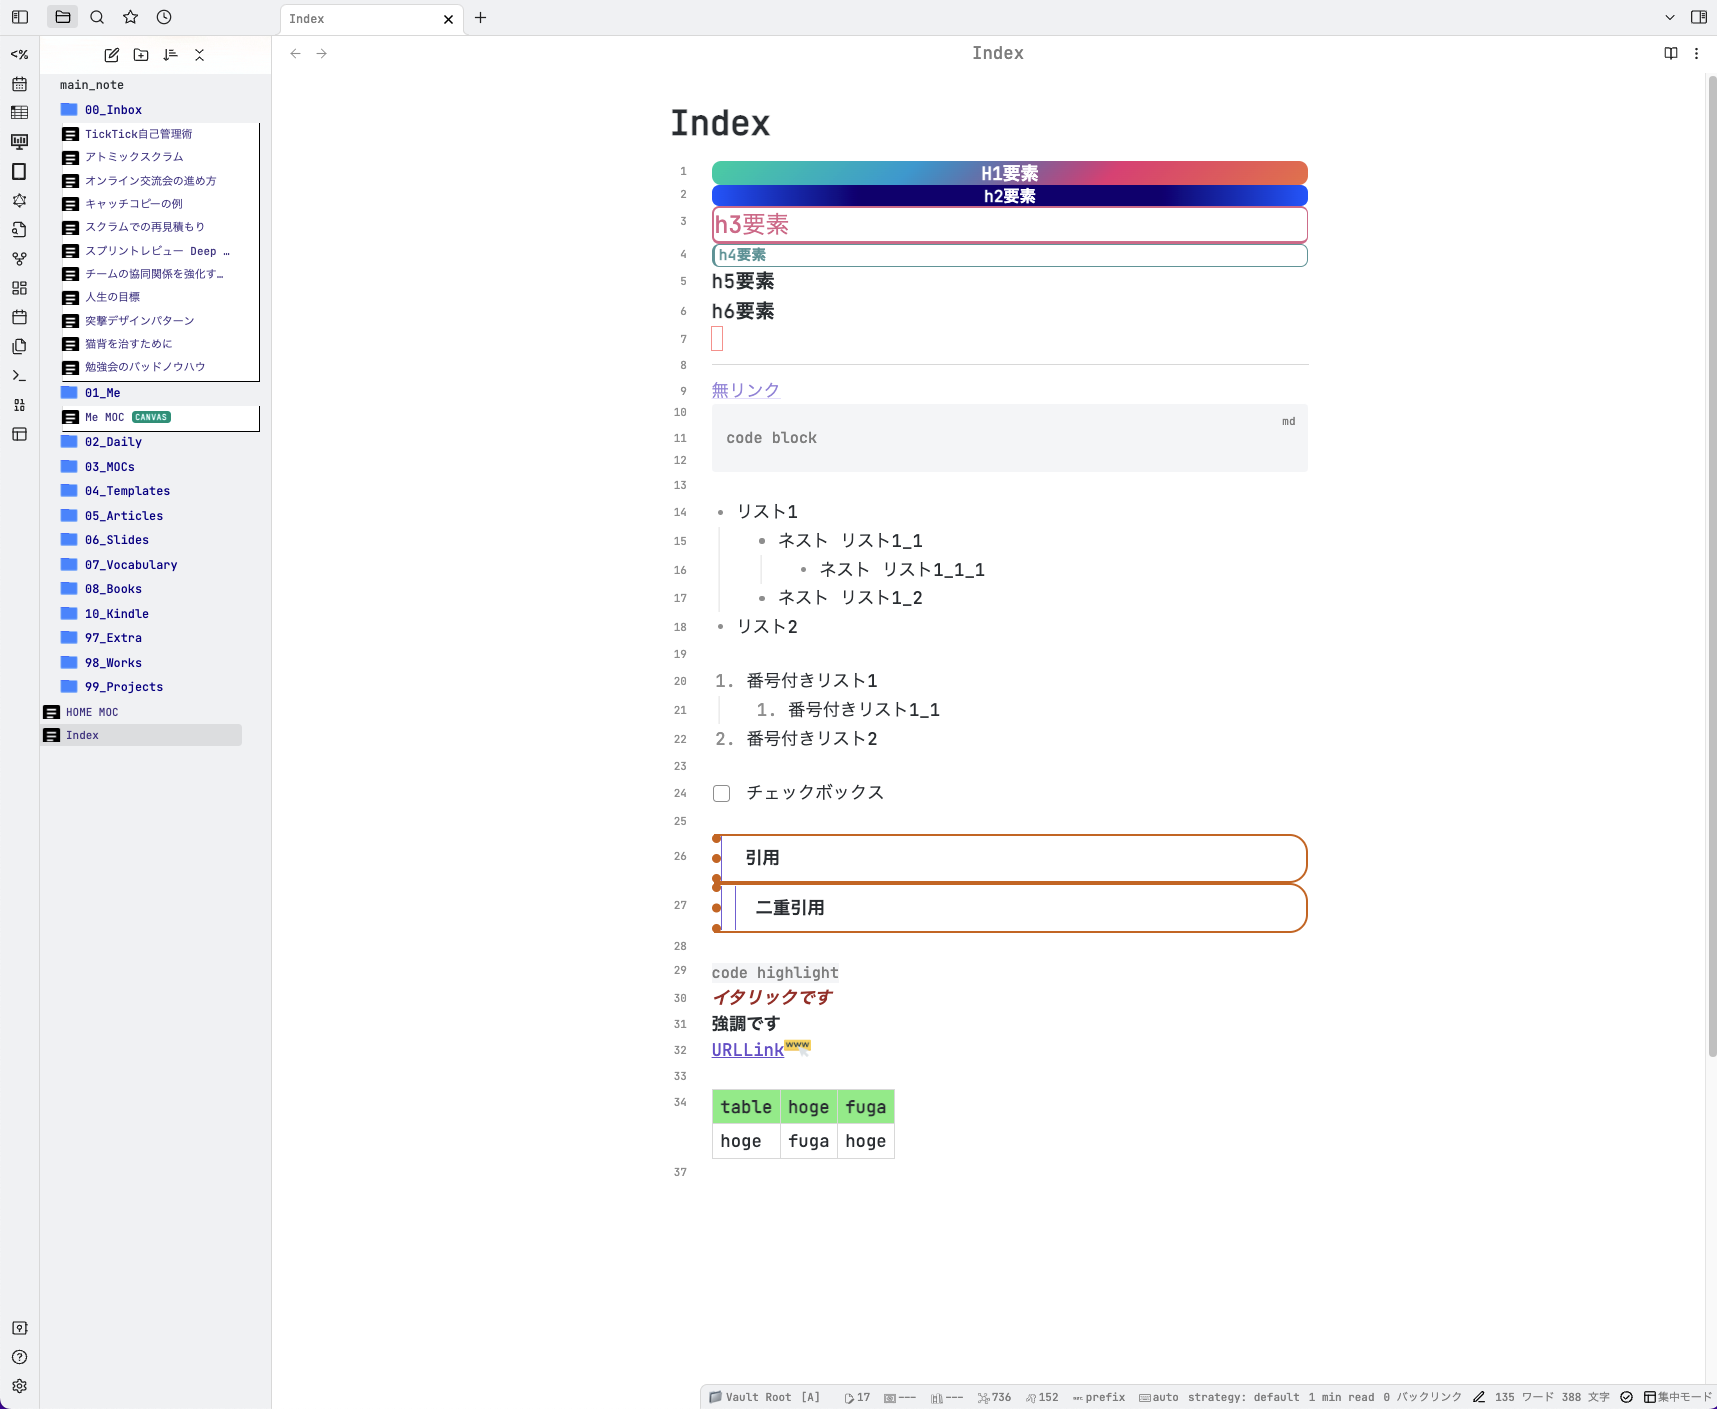 Index
<%
main_note
00_Inbox
TickTick自己管理術
アトミックスクラム
オンライン交流会の進め方
キャッチコピーの例
スクラムでの再見積もり
スプリントレビュー Deep …
チームの協同関係を強化す…
人生の目標
突撃デザインパターン
猫背を治すために
勉強会のバッドノウハウ
01_Me
Me MOC CANVAS
02_Daily
03_MOCs
04_Templates
05_Articles
06_Slides
07_Vocabulary
08_Books
10_Kindle
97_Extra
98_Works
99_Projects
HOME MOC
Index
Index
Index
1 H1要素
2 h2要素
3 h3要素
4 h4要素
5 h5要素
6 h6要素
7
8
9 無リンク
10 md
11 code block
12
13
14 リスト1
15 ネスト リスト1_1
16 ネスト リスト1_1_1
17 ネスト リスト1_2
18 リスト2
19
20 1. 番号付きリスト1
21 1. 番号付きリスト1_1
22 2. 番号付きリスト2
23
24 チェックボックス
25
26 引用
27 二重引用
28
29 code highlight
30 イタリックです
31 強調です
32 URLLink www
33
34 table hoge fuga
hoge fuga hoge
37
Vault Root [A] 17 --- --- 736 152 prefix auto strategy: default 1 min read 0 バックリンク 135 ワード 388 文字 集中モード